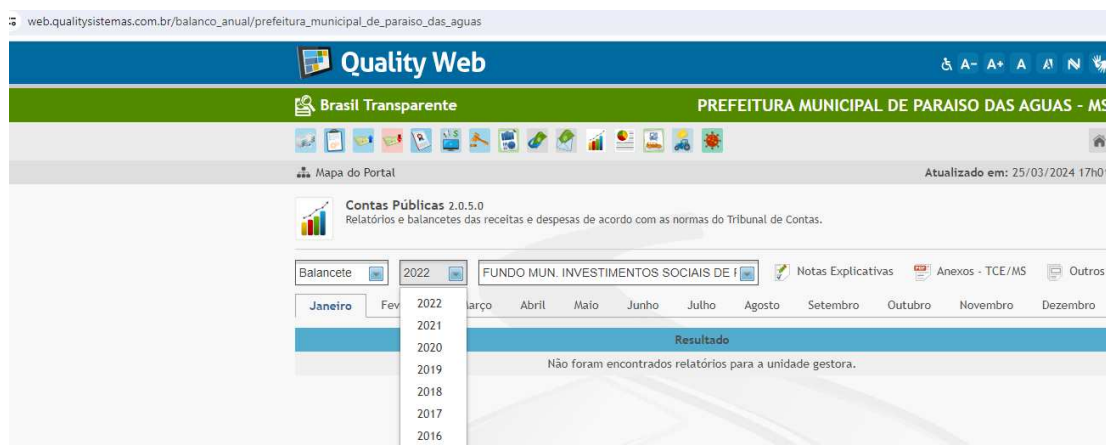 web.qualitysistemas.com.br/balanco_anual/prefeitura_municipal_de_paraiso_das_aguas
Quality Web
A- A+ A
Brasil Transparente PREFEITURA MUNICIPAL DE PARAISO DAS AGUAS - MS
Mapa do Portal Atualizado em: 25/03/2024 17h0
Contas Públicas 2.0.5.0
Relatórios e balancetes das receitas e despesas de acordo com as normas do Tribunal de Contas.
Balancete 2022 FUNDO MUN. INVESTIMENTOS SOCIAIS DE Notas Explicativas Anexos - TCE/MS Outros
Janeiro Fev arço Abril Maio Junho Julho Agosto Setembro Outubro Novembro Dezembro
2022
2021
Resultado
2020
Não foram encontrados relatórios para a unidade gestora.
2019
2018
2017
2016